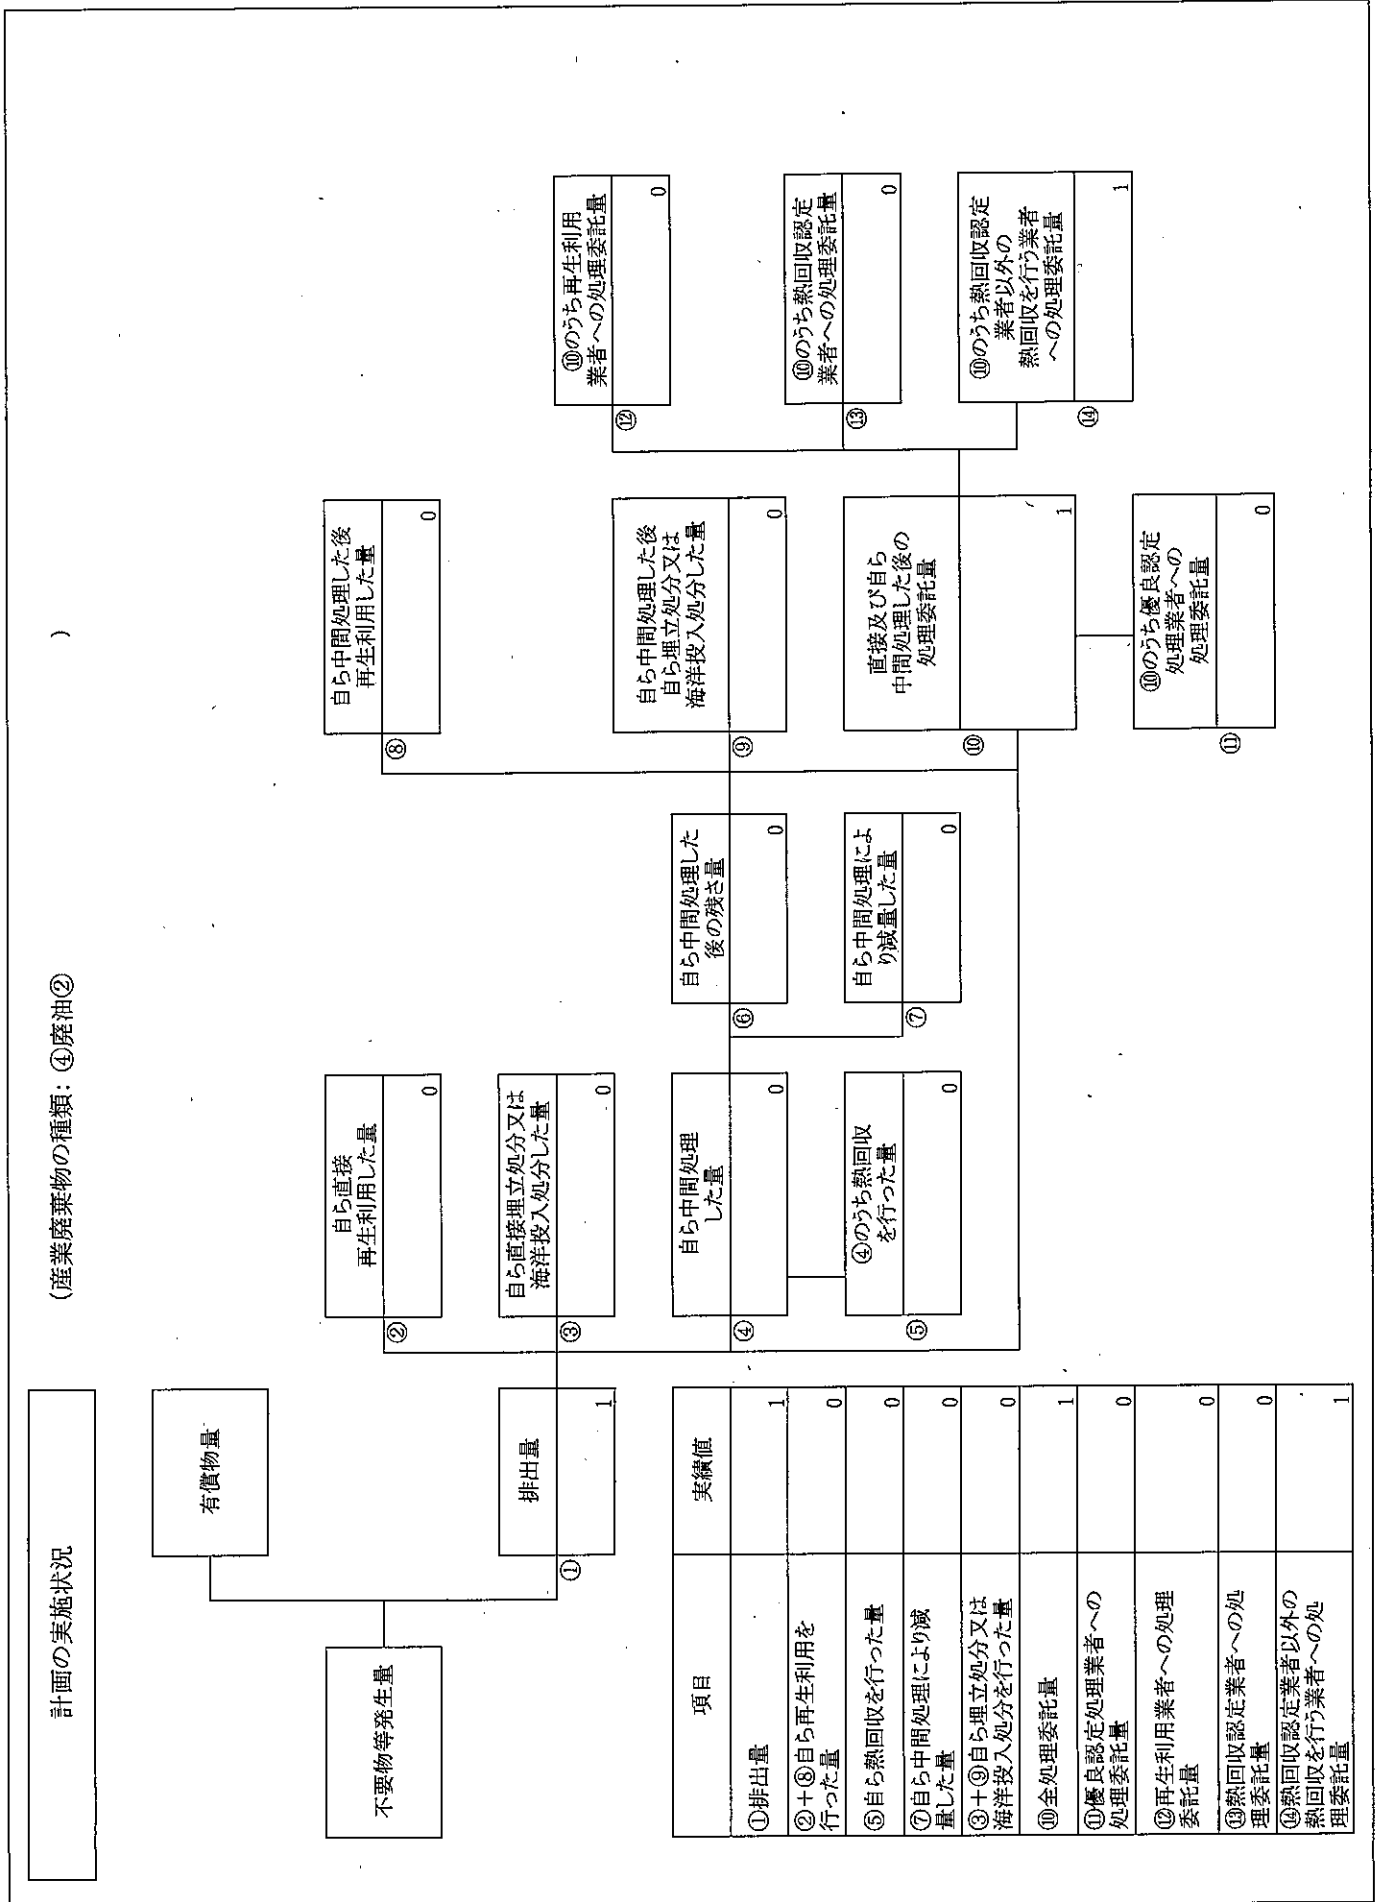 計画の実施状況
(産業廃棄物の種類: ④廃油② )
不要物等発生量
有償物量
排出量
①
1
自ら直接
再生利用した量
②
0
自ら直接埋立処分又は
海洋投入処分した量
③
0
自ら中間処理
した量
④
0
④のうち熱回収
を行った量
⑤
0
自ら中間処理した
後の残さ量
⑥
0
自ら中間処理によ
り減量した量
⑦
0
自ら中間処理した後
再生利用した量
⑧
0
自ら中間処理した後
自ら埋立処分又は
海洋投入処分した量
⑨
0
直接及び自ら
中間処理した後の
処理委託量
⑩
1
⑩のうち優良認定
処理業者への
処理委託量
⑪
0
⑩のうち再生利用
業者への処理委託量
⑫
0
⑩のうち熱回収認定
業者への処理委託量
⑬
0
⑩のうち熱回収認定
業者以外の
熱回収を行う業者
への処理委託量
⑭
1
項目 実績値
①排出量 1
②+⑧自ら再生利用を
行った量 0
⑤自ら熱回収を行った量 0
⑦自ら中間処理により減
量した量 0
③+⑨自ら埋立処分又は
海洋投入処分を行った量 0
⑩全処理委託量 1
⑪優良認定処理業者への
処理委託量 0
⑫再生利用業者への処理
委託量 0
⑬熱回収認定業者への処
理委託量 0
⑭熱回収認定業者以外の
熱回収を行う業者への処
理委託量 1